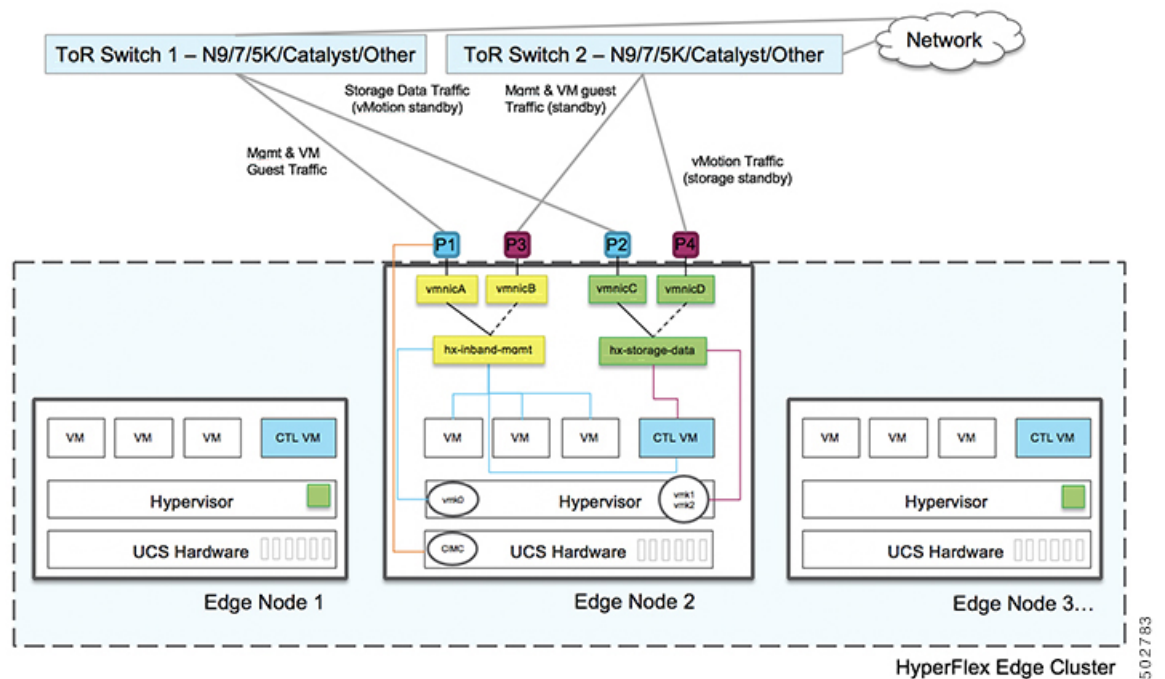 ToR Switch 1 – N9/7/5K/Catalyst/Other
ToR Switch 2 – N9/7/5K/Catalyst/Other
Network
Storage Data Traffic
(vMotion standby)
Mgmt & VM guest
Traffic (standby)
Mgmt & VM
Guest Traffic
vMotion Traffic
(storage standby)
P1
P3
P2
P4
vmnicA
vmnicB
vmnicC
vmnicD
hx-inband-mgmt
hx-storage-data
VM
VM
VM
CTL VM
Hypervisor
UCS Hardware
Edge Node 1
VM
VM
VM
CTL VM
vmk0
Hypervisor
vmk1
vmk2
CIMC
UCS Hardware
Edge Node 2
VM
VM
VM
CTL VM
Hypervisor
UCS Hardware
Edge Node 3...
HyperFlex Edge Cluster
502783